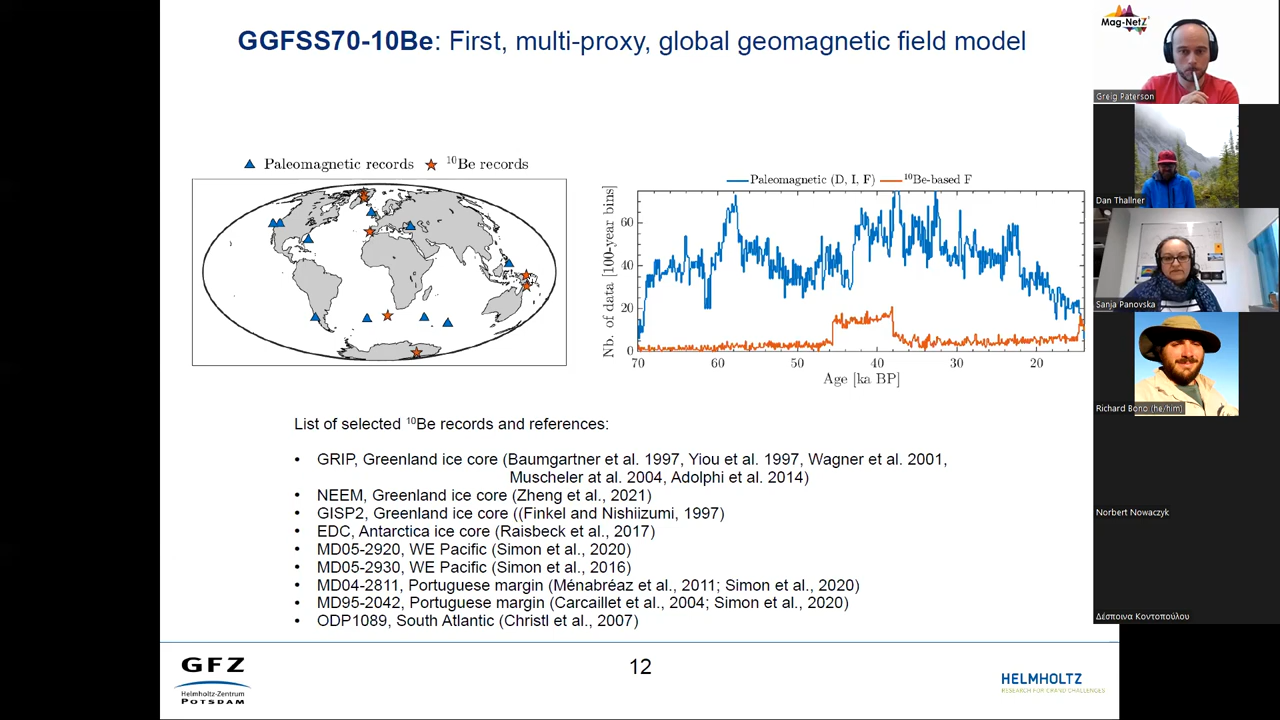 GGFSS70-10Be: First, multi-proxy, global geomagnetic field model
Paleomagnetic records
10Be records
Paleomagnetic (D, I, F)
10Be-based F
Nb. of data [100-year bins]
60
40
20
0
70
60
50
40
30
20
Age [ka BP]
List of selected 10Be records and references:
• GRIP, Greenland ice core (Baumgartner et al. 1997, Yiou et al. 1997, Wagner et al. 2001,
Muscheler at al. 2004, Adolphi et al. 2014)
• NEEM, Greenland ice core (Zheng et al., 2021)
• GISP2, Greenland ice core ((Finkel and Nishiizumi, 1997)
• EDC, Antarctica ice core (Raisbeck et al., 2017)
• MD05-2920, WE Pacific (Simon et al., 2020)
• MD05-2930, WE Pacific (Simon et al., 2016)
• MD04-2811, Portuguese margin (Ménabréaz et al., 2011; Simon et al., 2020)
• MD95-2042, Portuguese margin (Carcaillet et al., 2004; Simon et al., 2020)
• ODP1089, South Atlantic (Christl et al., 2007)
GFZ
Helmholtz-Zentrum
POTSDAM
12
HELMHOLTZ
RESEARCH FOR GRAND CHALLENGES
Mag-NetZ
Greig Paterson
Dan Thallner
Sanja Panovska
Richard Bono (he/him)
Norbert Nowaczyk
Δέσποινα Κοντοπούλου